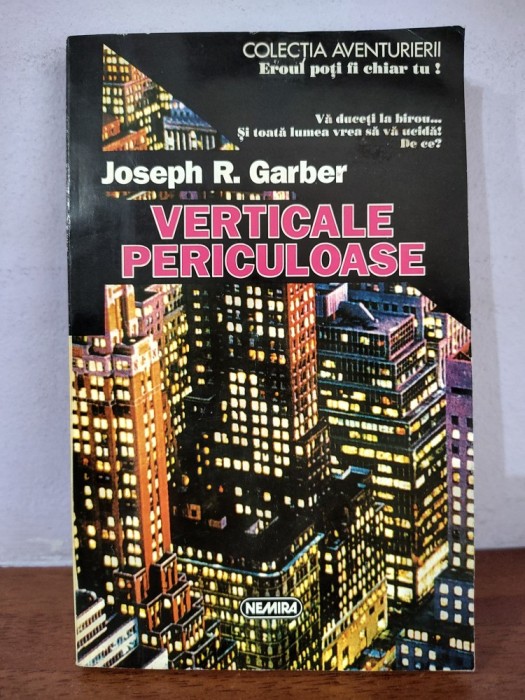 COLECȚIA AVENTURIERII
Eroul poți fi chiar tu !
Vă duceți la birou...
Și toată lumea vrea să vă ucidă!
De ce?
Joseph R. Garber
VERTICALE
PERICULOASE
NEMIRA